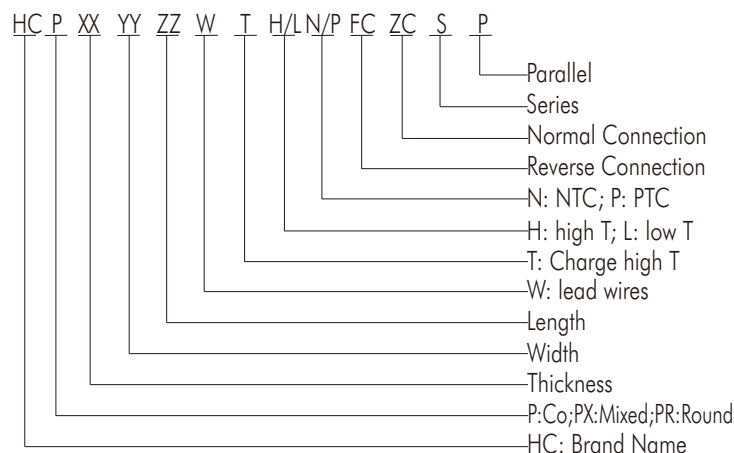 HC P XX YY ZZ W T H/L N/P FC ZC S P
Parallel
Series
Normal Connection
Reverse Connection
N: NTC; P: PTC
H: high T; L: low T
T: Charge high T
W: lead wires
Length
Width
Thickness
P:Co;PX:Mixed;PR:Round
HC: Brand Name